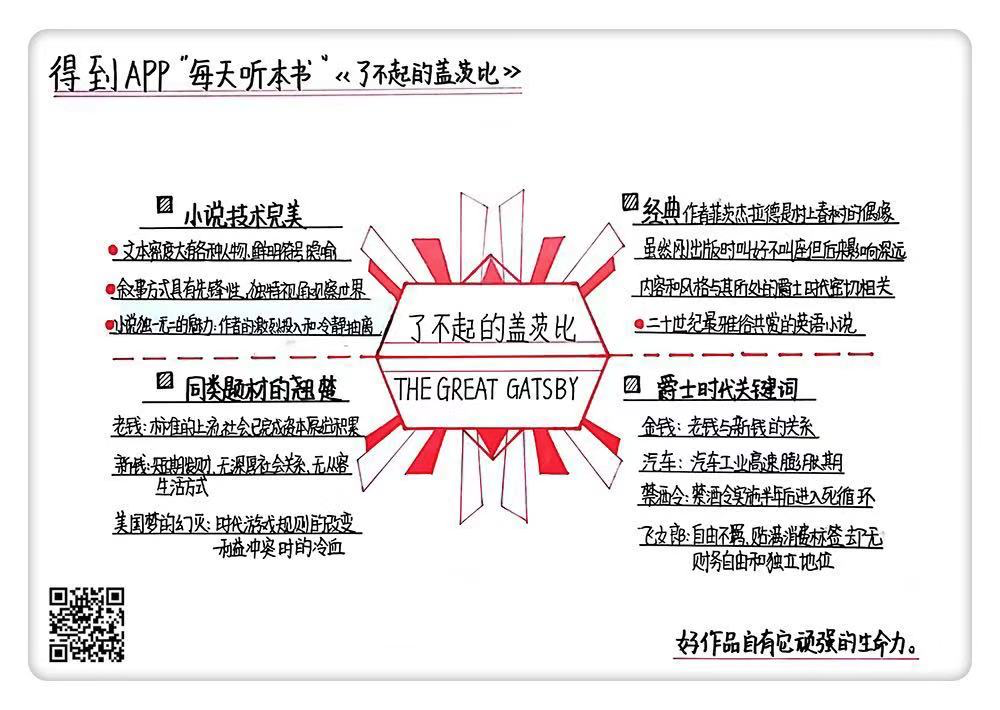 得到APP“每天听本书”《了不起的盖茨比》
小说技术完美
文本密度大有各种人物、鲜明符号、隐喻
叙事方式具有先锋性，独特视角观察世界
小说独一无二的魅力：作者的激烈投入和冷静抽离
经典 作者菲茨杰拉德是村上春树的偶像
虽然刚出版时叫好不叫座但后来影响深远
内容和风格与其所处的爵士时代密切相关
二十世纪最雅俗共赏的英语小说
了不起的盖茨比
THE GREAT GATSBY
同类题材的翘楚
老钱：标准的上流社会已完成资本原始积累
新钱：短期发财，无深厚社会关系、无从容
生活方式
美国梦的幻灭：时代游戏规则的改变
利益冲突时的冷血
爵士时代关键词
金钱：老钱与新钱的关系
汽车：汽车工业高速膨胀期
禁酒令：禁酒令实施半年后进入死循环
飞女郎：自由不羁，贴满消费标签却无
财务自由和独立地位
好作品自有它顽强的生命力。